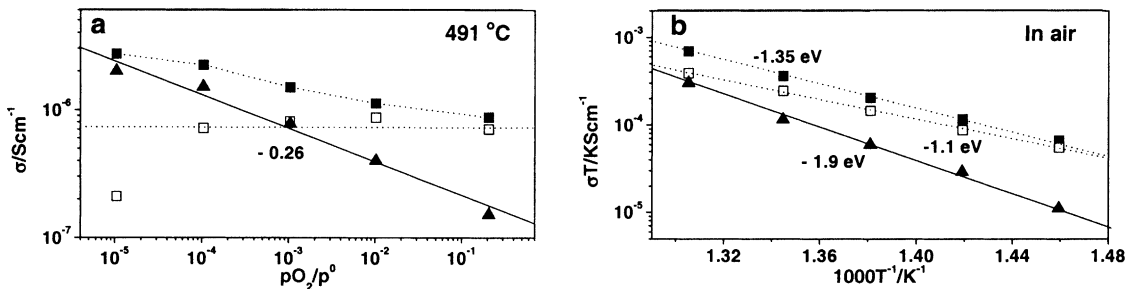 a
491 °C
σ/Scm⁻¹
10⁻⁶
10⁻⁷
- 0.26
10⁻⁵
10⁻⁴
10⁻³
10⁻²
10⁻¹
pO₂/p⁰
b
In air
σT/KScm⁻¹
10⁻³
10⁻⁴
10⁻⁵
-1.35 eV
-1.1 eV
- 1.9 eV
1.32
1.36
1.40
1.44
1.48
1000T⁻¹/K⁻¹